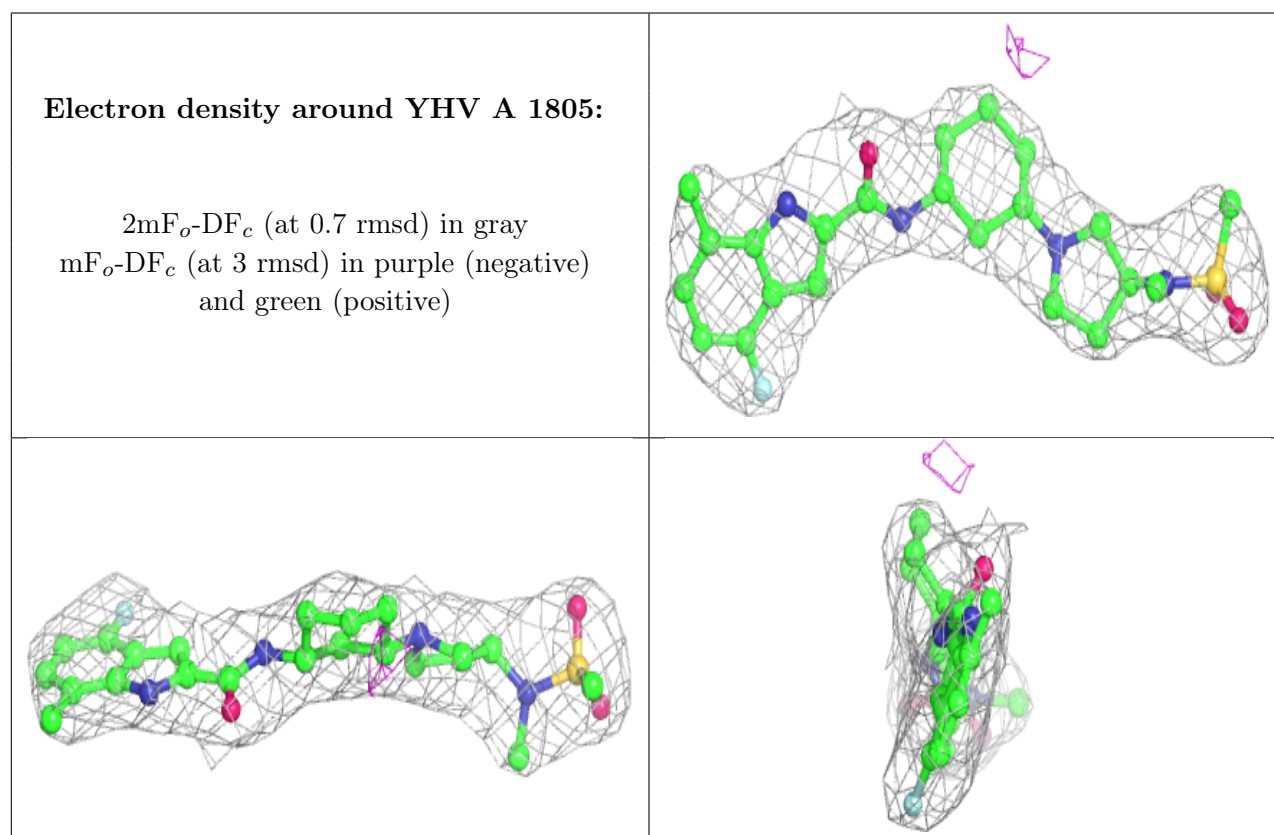 Electron density around YHV A 1805:
2mFo-DFc (at 0.7 rmsd) in gray
mFo-DFc (at 3 rmsd) in purple (negative)
and green (positive)